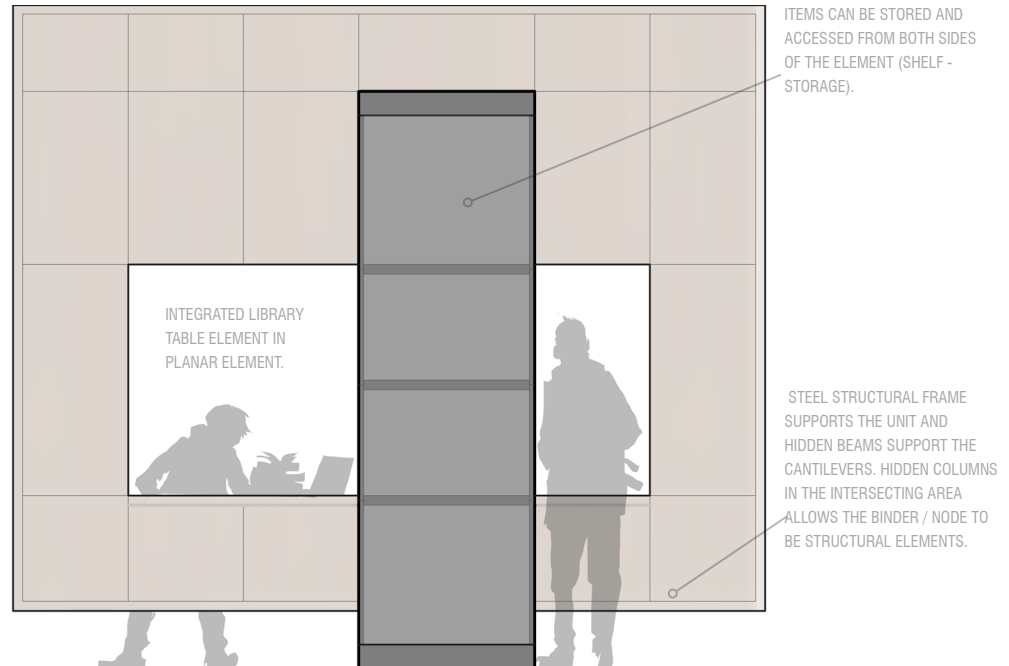 ITEMS CAN BE STORED AND
ACCESSED FROM BOTH SIDES
OF THE ELEMENT (SHELF -
STORAGE).
INTEGRATED LIBRARY
TABLE ELEMENT IN
PLANAR ELEMENT.
STEEL STRUCTURAL FRAME
SUPPORTS THE UNIT AND
HIDDEN BEAMS SUPPORT THE
CANTILEVERS. HIDDEN COLUMNS
IN THE INTERSECTING AREA
ALLOWS THE BINDER / NODE TO
BE STRUCTURAL ELEMENTS.